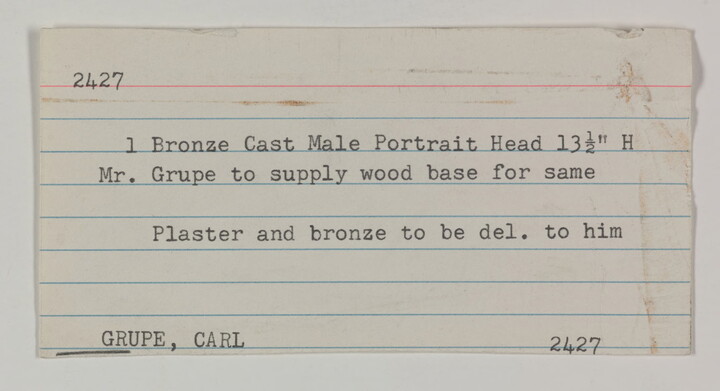 2427
1 Bronze Cast Male Portrait Head 13½" H
Mr. Grupe to supply wood base for same
Plaster and bronze to be del. to him
GRUPE, CARL
2427